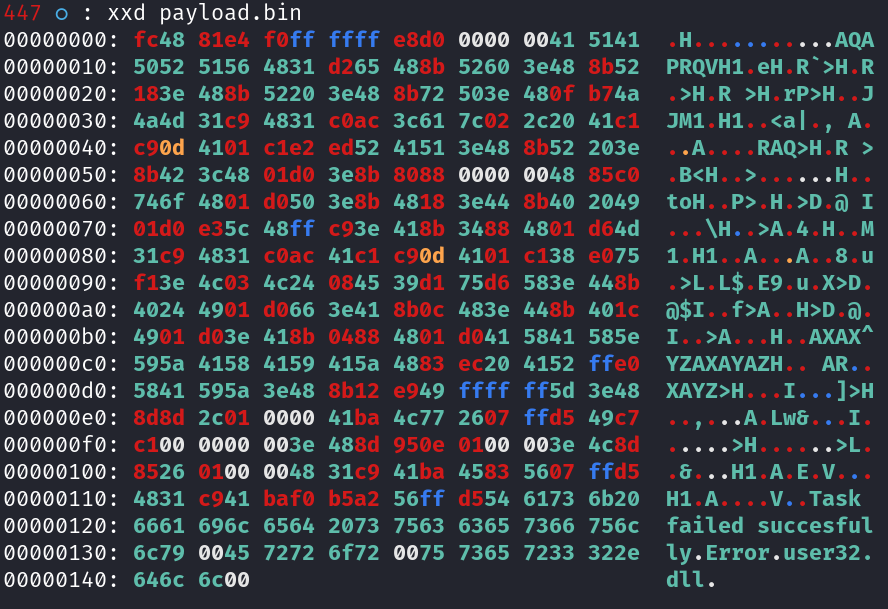 447 ○ : xxd payload.bin
00000000: fc48 81e4 f0ff ffff e8d0 0000 0041 5141  .H...........AQA
00000010: 5052 5156 4831 d265 488b 5260 3e48 8b52  PRQVH1.eH.R`>H.R
00000020: 183e 488b 5220 3e48 8b72 503e 480f b74a  .>H.R >H.rP>H..J
00000030: 4a4d 31c9 4831 c0ac 3c61 7c02 2c20 41c1  JM1.H1..<a|., A.
00000040: c90d 4101 c1e2 ed52 4151 3e48 8b52 203e  ..A....RAQ>H.R >
00000050: 8b42 3c48 01d0 3e8b 8088 0000 0048 85c0  .B<H..>......H..
00000060: 746f 4801 d050 3e8b 4818 3e44 8b40 2049  toH..P>.H.>D.@ I
00000070: 01d0 e35c 48ff c93e 418b 3488 4801 d64d  ...\H..>A.4.H..M
00000080: 31c9 4831 c0ac 41c1 c90d 4101 c138 e075  1.H1..A...A..8.u
00000090: f13e 4c03 4c24 0845 39d1 75d6 583e 448b  .>L.L$.E9.u.X>D.
000000a0: 4024 4901 d066 3e41 8b0c 483e 448b 401c  @$I..f>A..H>D.@.
000000b0: 4901 d03e 418b 0488 4801 d041 5841 585e  I..>A...H..AXAX^
000000c0: 595a 4158 4159 415a 4883 ec20 4152 ffe0  YZAXAYAZH.. AR..
000000d0: 5841 595a 3e48 8b12 e949 ffff ff5d 3e48  XAYZ>H...I...]>H
000000e0: 8d8d 2c01 0000 41ba 4c77 2607 ffd5 49c7  ..,...A.Lw&...I.
000000f0: c100 0000 003e 488d 950e 0100 003e 4c8d  .....>H......>L.
00000100: 8526 0100 0048 31c9 41ba 4583 5607 ffd5  .&...H1.A.E.V...
00000110: 4831 c941 baf0 b5a2 56ff d554 6173 6b20  H1.A....V..Task
00000120: 6661 696c 6564 2073 7563 6365 7366 756c  failed succesful
00000130: 6c79 0045 7272 6f72 0075 7365 7233 322e  ly.Error.user32.
00000140: 646c 6c00  dll.